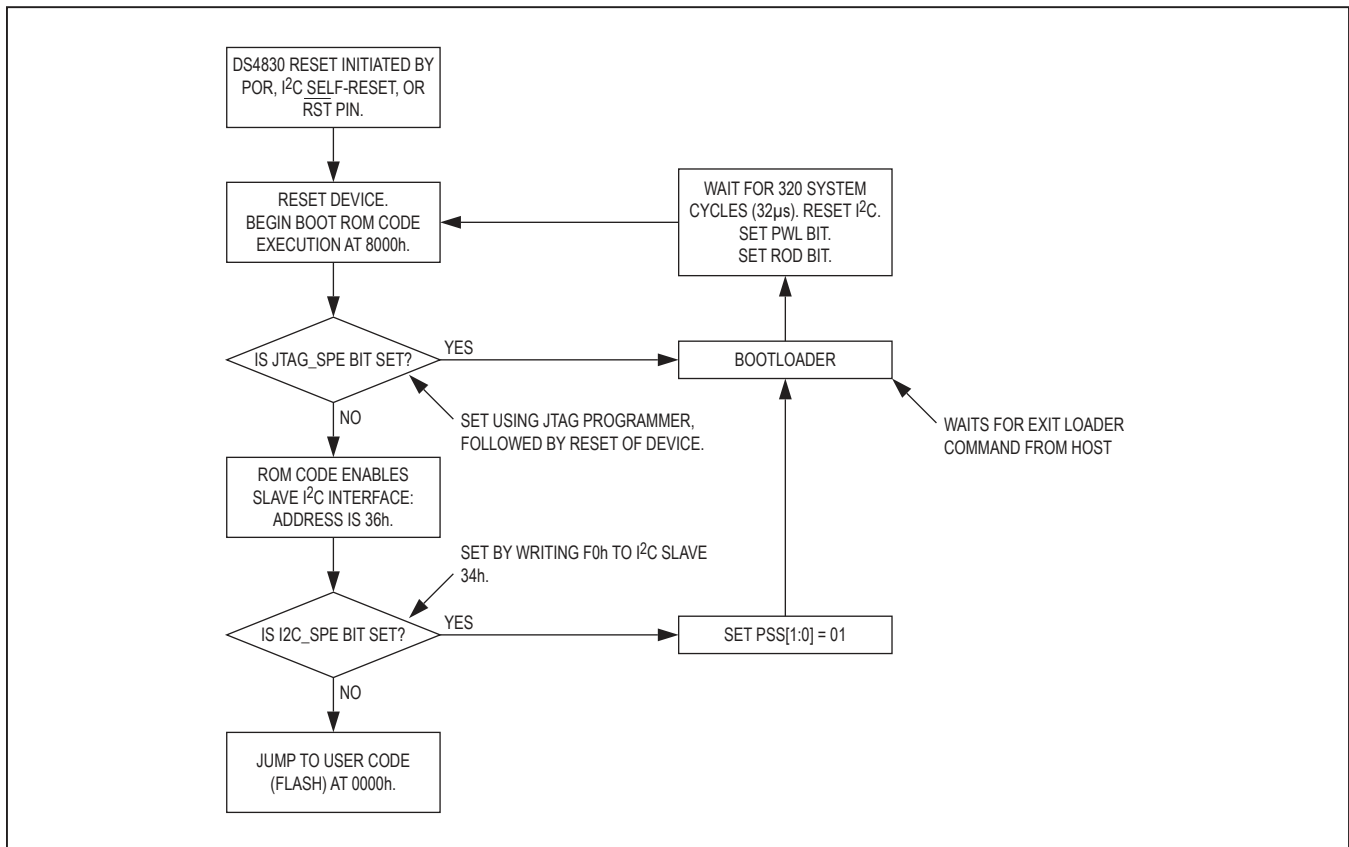 DS4830 RESET INITIATED BY
POR, I²C SELF-RESET, OR
RST PIN.
RESET DEVICE.
BEGIN BOOT ROM CODE
EXECUTION AT 8000h.
WAIT FOR 320 SYSTEM
CYCLES (32µs). RESET I²C.
SET PWL BIT.
SET ROD BIT.
IS JTAG_SPE BIT SET?
YES
BOOTLOADER
NO
SET USING JTAG PROGRAMMER,
FOLLOWED BY RESET OF DEVICE.
WAITS FOR EXIT LOADER
COMMAND FROM HOST
ROM CODE ENABLES
SLAVE I²C INTERFACE:
ADDRESS IS 36h.
SET BY WRITING F0h TO I²C SLAVE
34h.
IS I2C_SPE BIT SET?
YES
SET PSS[1:0] = 01
NO
JUMP TO USER CODE
(FLASH) AT 0000h.